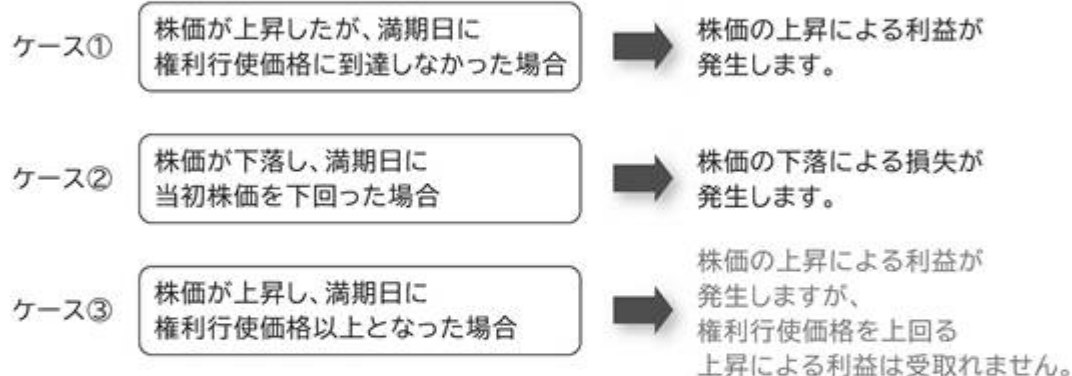 ケース①
株価が上昇したが、満期日に
権利行使価格に到達しなかった場合
株価の上昇による利益が
発生します。
ケース②
株価が下落し、満期日に
当初株価を下回った場合
株価の下落による損失が
発生します。
ケース③
株価が上昇し、満期日に
権利行使価格以上となった場合
株価の上昇による利益が
発生しますが、
権利行使価格を上回る
上昇による利益は受取れません。